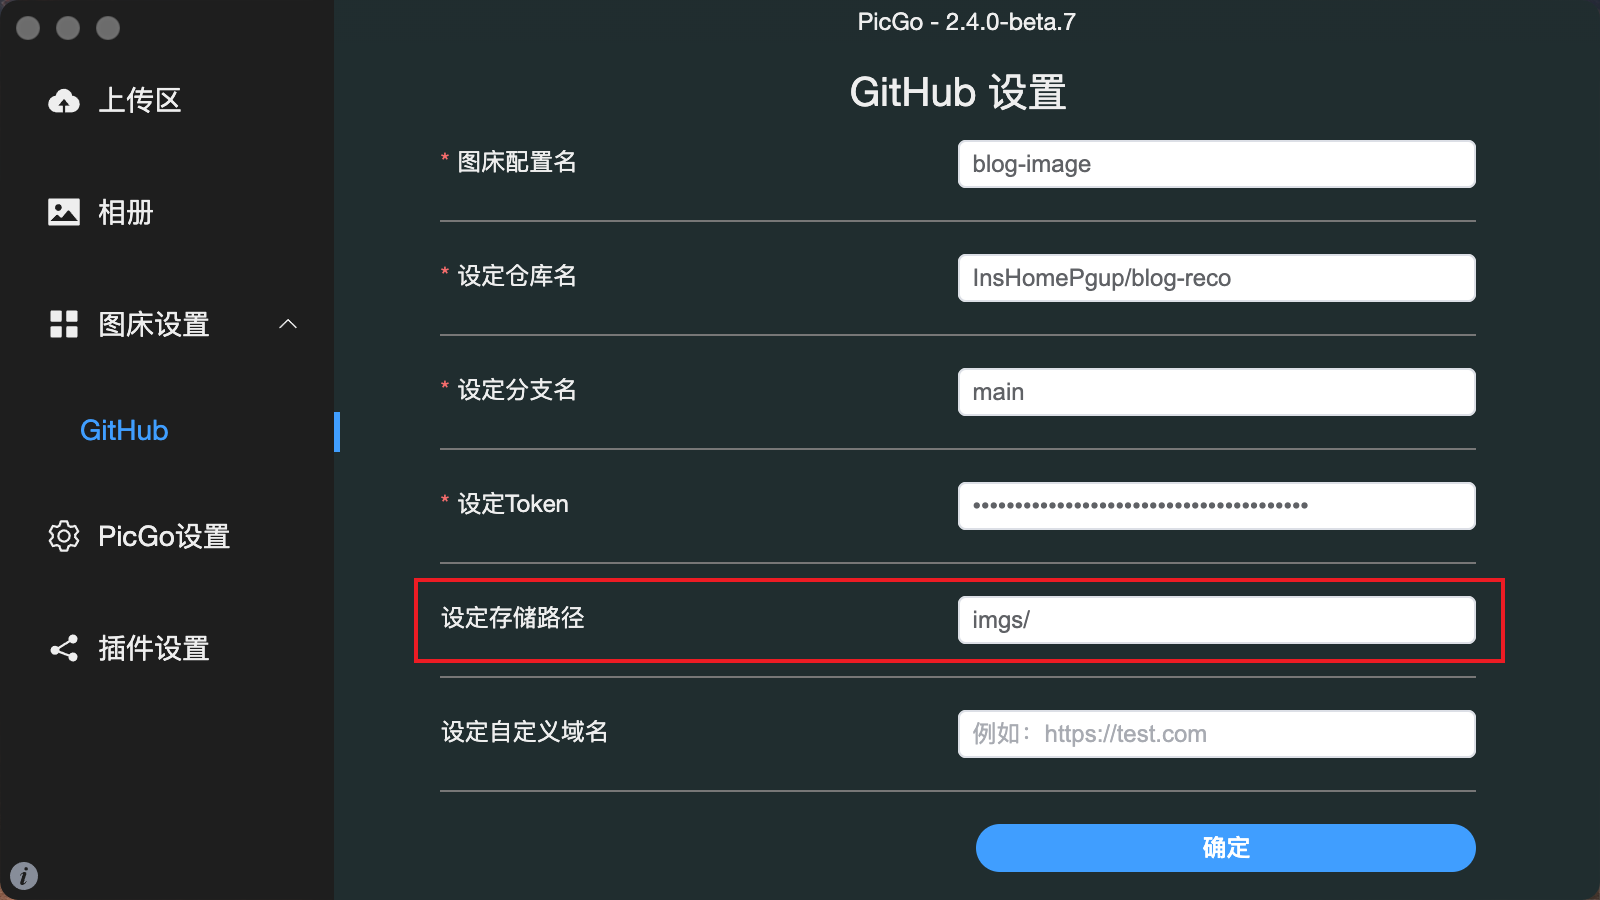 PicGo - 2.4.0-beta.7
上传区
相册
图床设置
GitHub
PicGo设置
插件设置
GitHub 设置
* 图床配置名
blog-image
* 设定仓库名
InsHomePgup/blog-reco
* 设定分支名
main
* 设定Token
••••••••••••••••••••••••••••••••••••••••
设定存储路径
imgs/
设定自定义域名
例如：https://test.com
确定